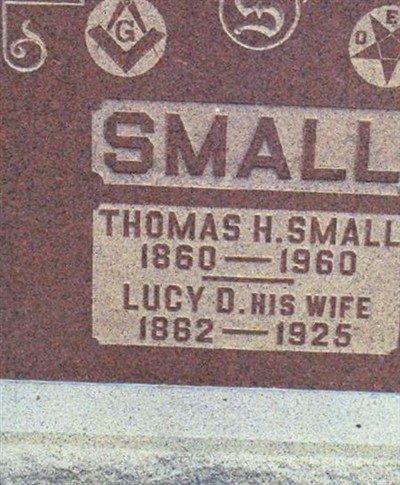 G
S
D E
SMALL
THOMAS H. SMALL
1860 — 1960
LUCY D. HIS WIFE
1862 — 1925